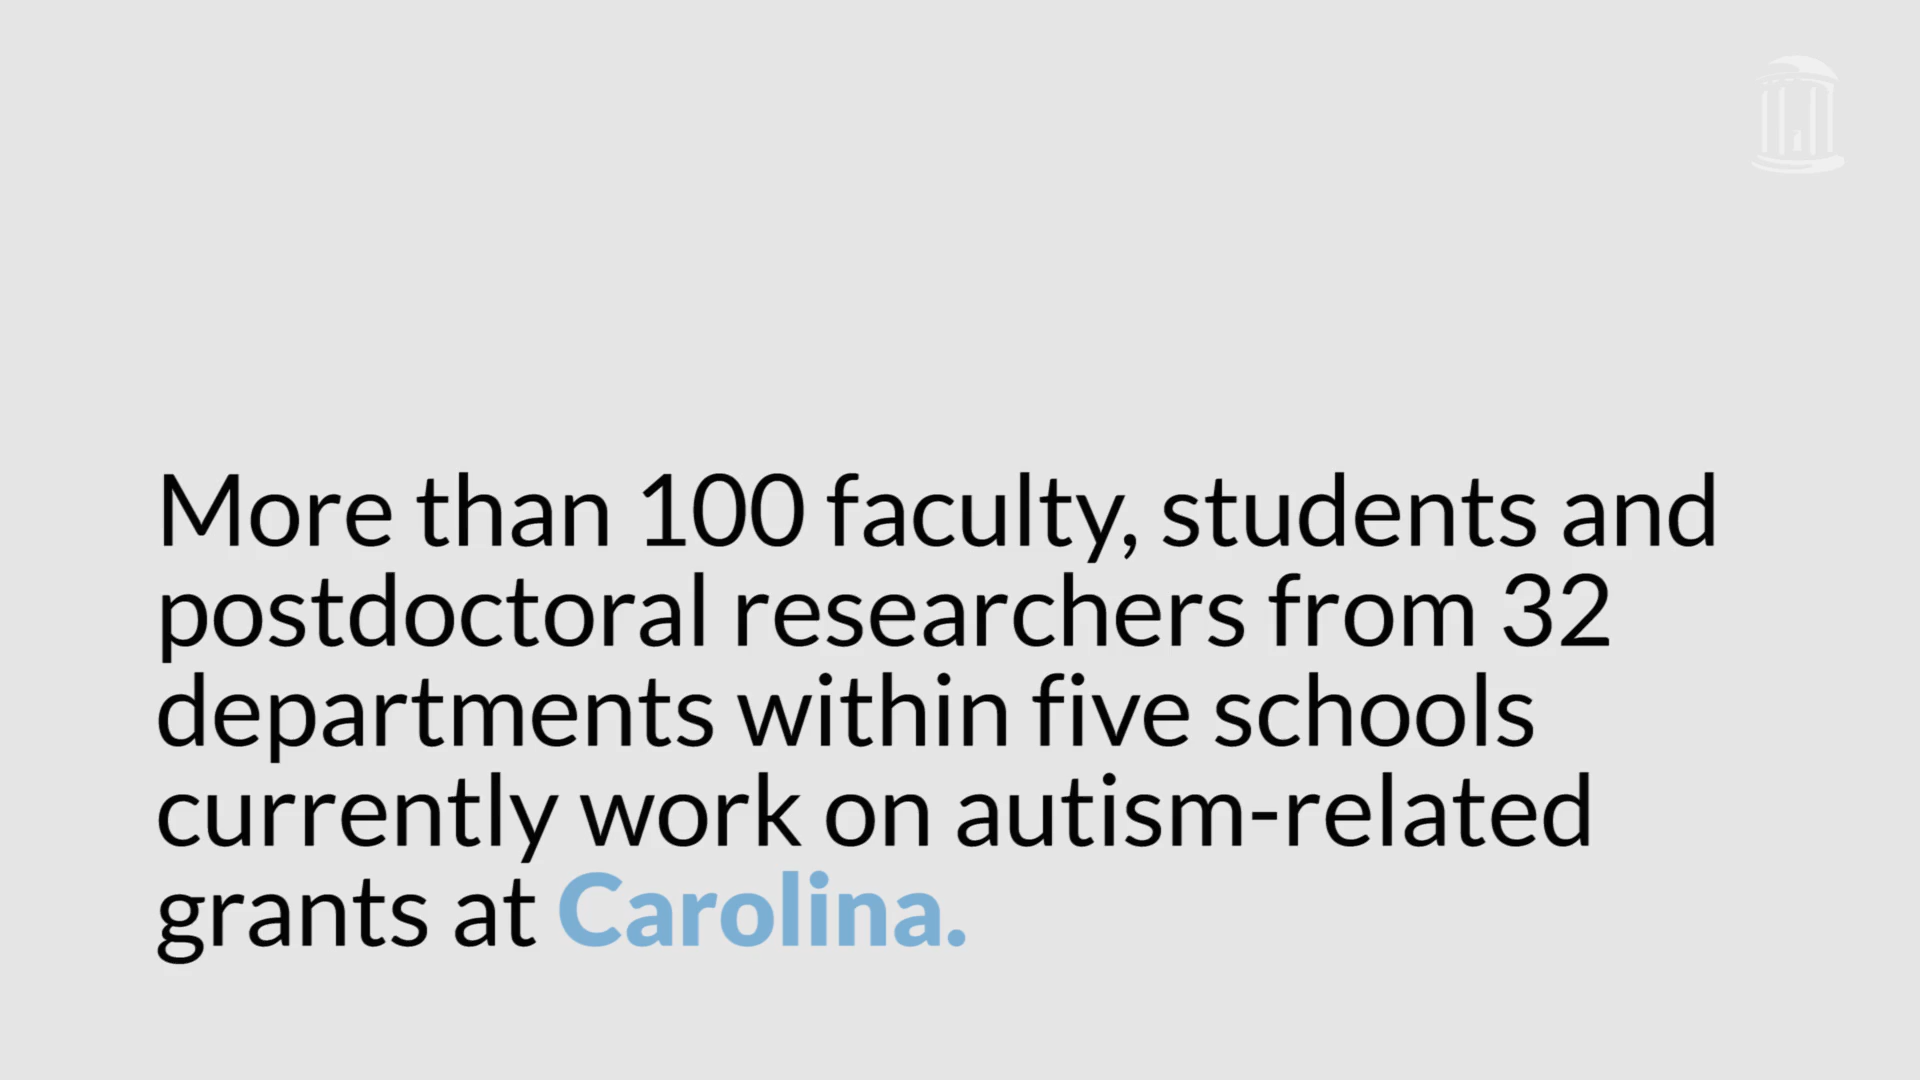 More than 100 faculty, students and
postdoctoral researchers from 32
departments within five schools
currently work on autism-related
grants at Carolina.